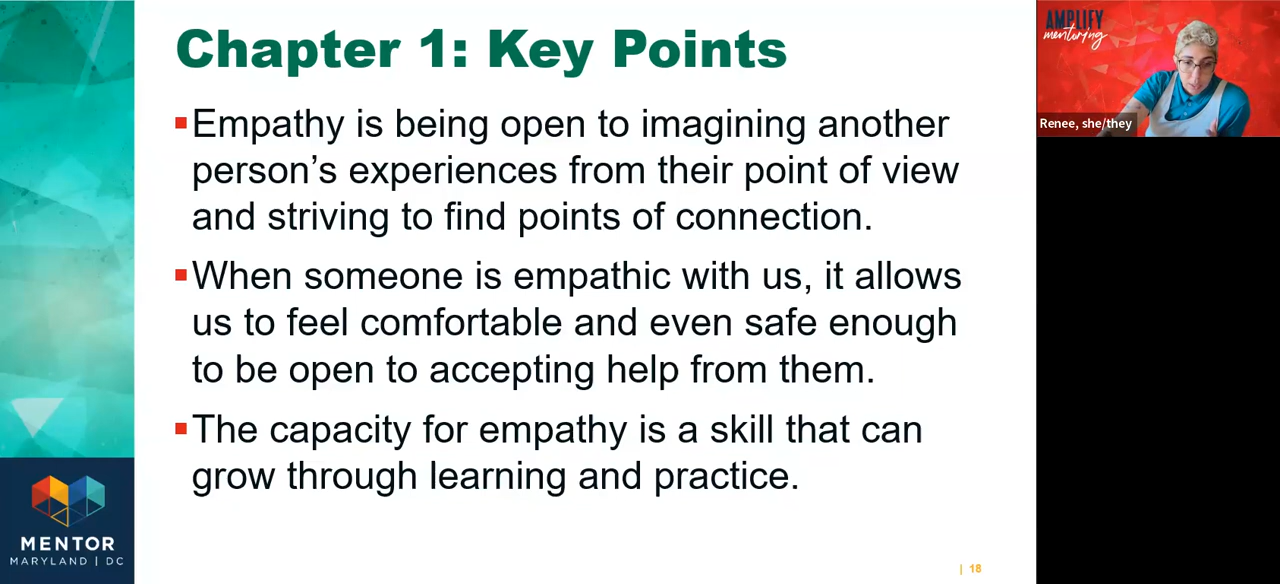 Chapter 1: Key Points
▪Empathy is being open to imagining another
person’s experiences from their point of view
and striving to find points of connection.
▪When someone is empathic with us, it allows
us to feel comfortable and even safe enough
to be open to accepting help from them.
▪The capacity for empathy is a skill that can
grow through learning and practice.
MENTOR
MARYLAND | DC
| 18
AMPLIFY
mentoring
Renee, she/they